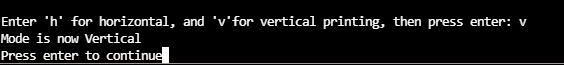 Enter 'h' for horizontal, and 'v'for vertical printing, then press enter: v
Mode is now Vertical
Press enter to continue